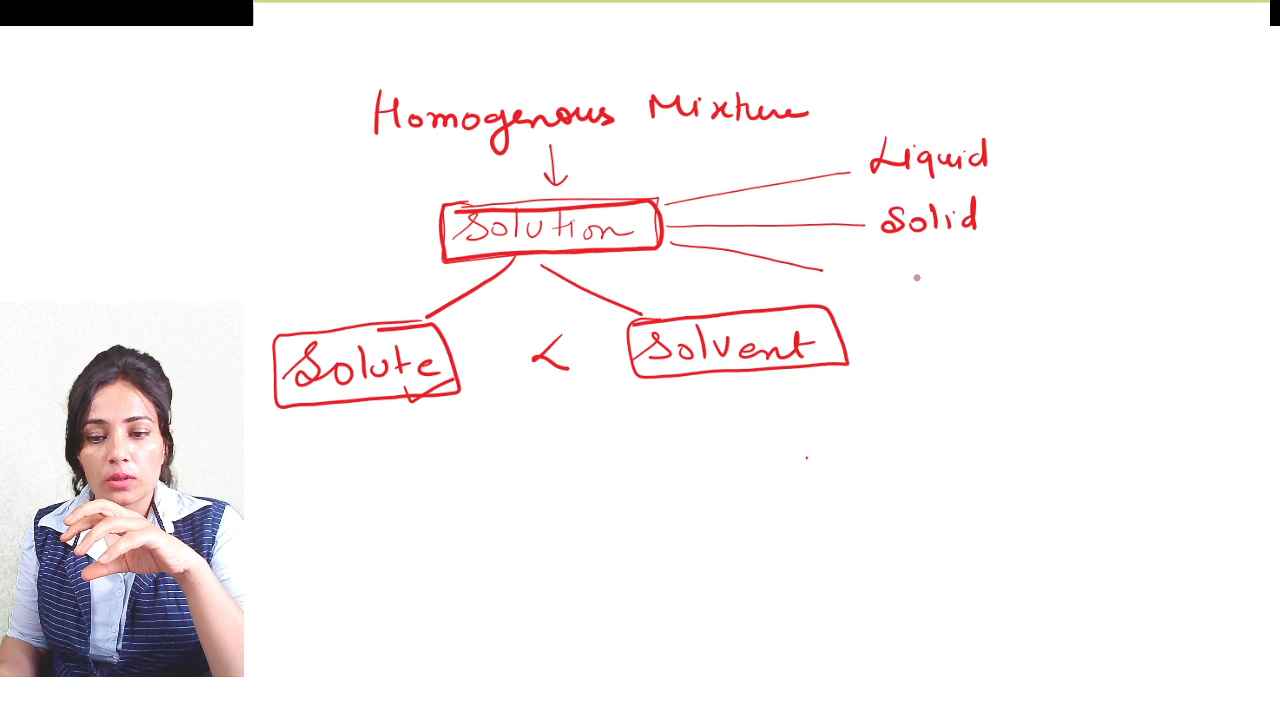 Homogenous Mixture
Liquid
Solution
Solid
Solute < Solvent